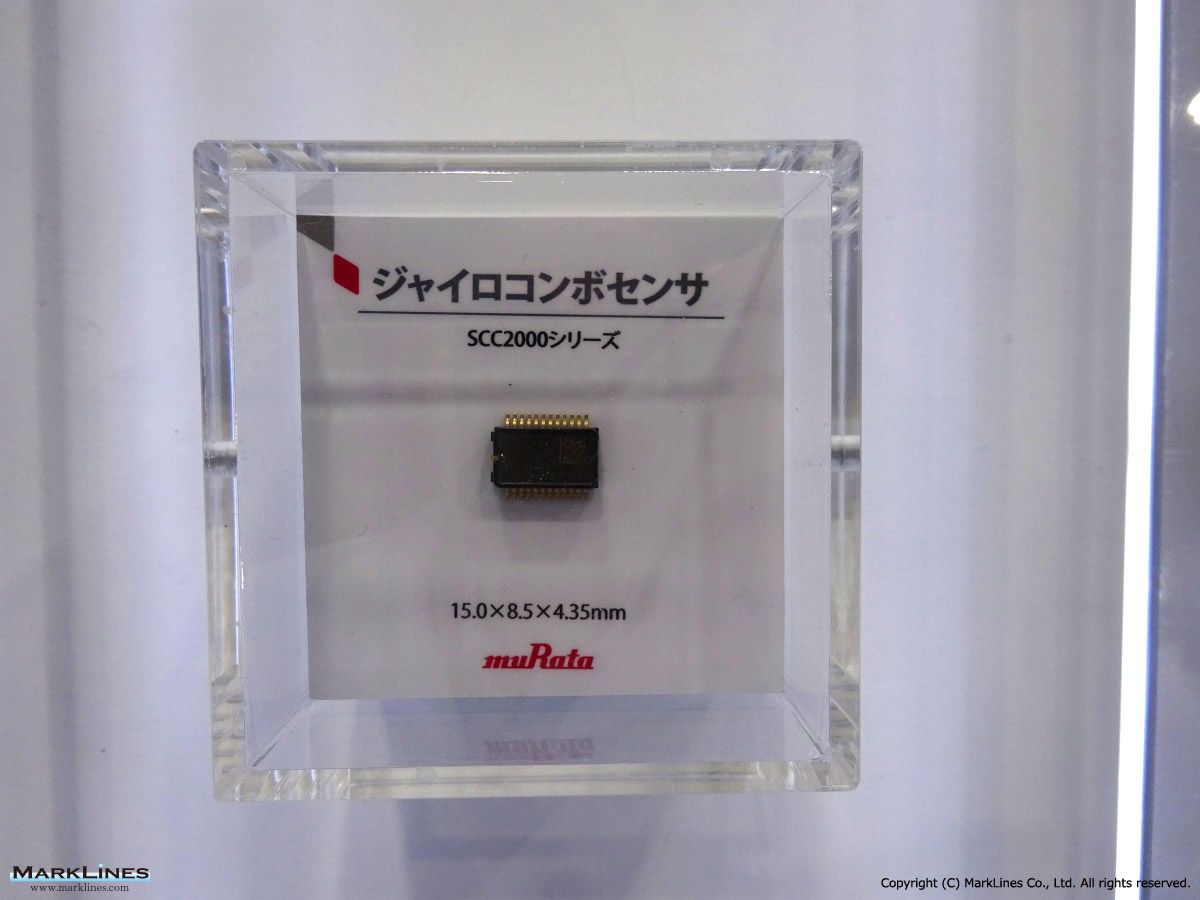 ジャイロコンボセンサ
SCC2000シリーズ
15.0×8.5×4.35mm
muRata
MARKLINES
www.marklines.com
Copyright (C) MarkLines Co., Ltd. All rights reserved.